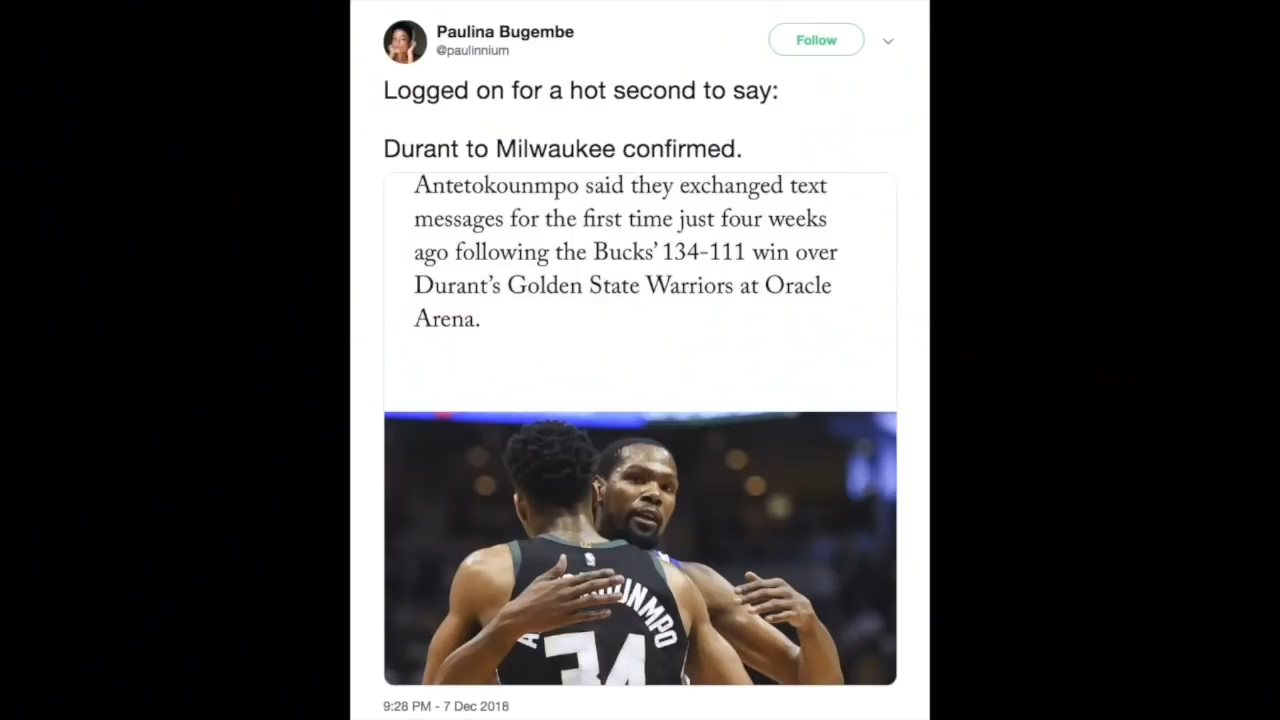 Paulina Bugembe
@paulinnium
Follow
Logged on for a hot second to say:
Durant to Milwaukee confirmed.
Antetokounmpo said they exchanged text
messages for the first time just four weeks
ago following the Bucks’ 134-111 win over
Durant’s Golden State Warriors at Oracle
Arena.
34
9:28 PM - 7 Dec 2018